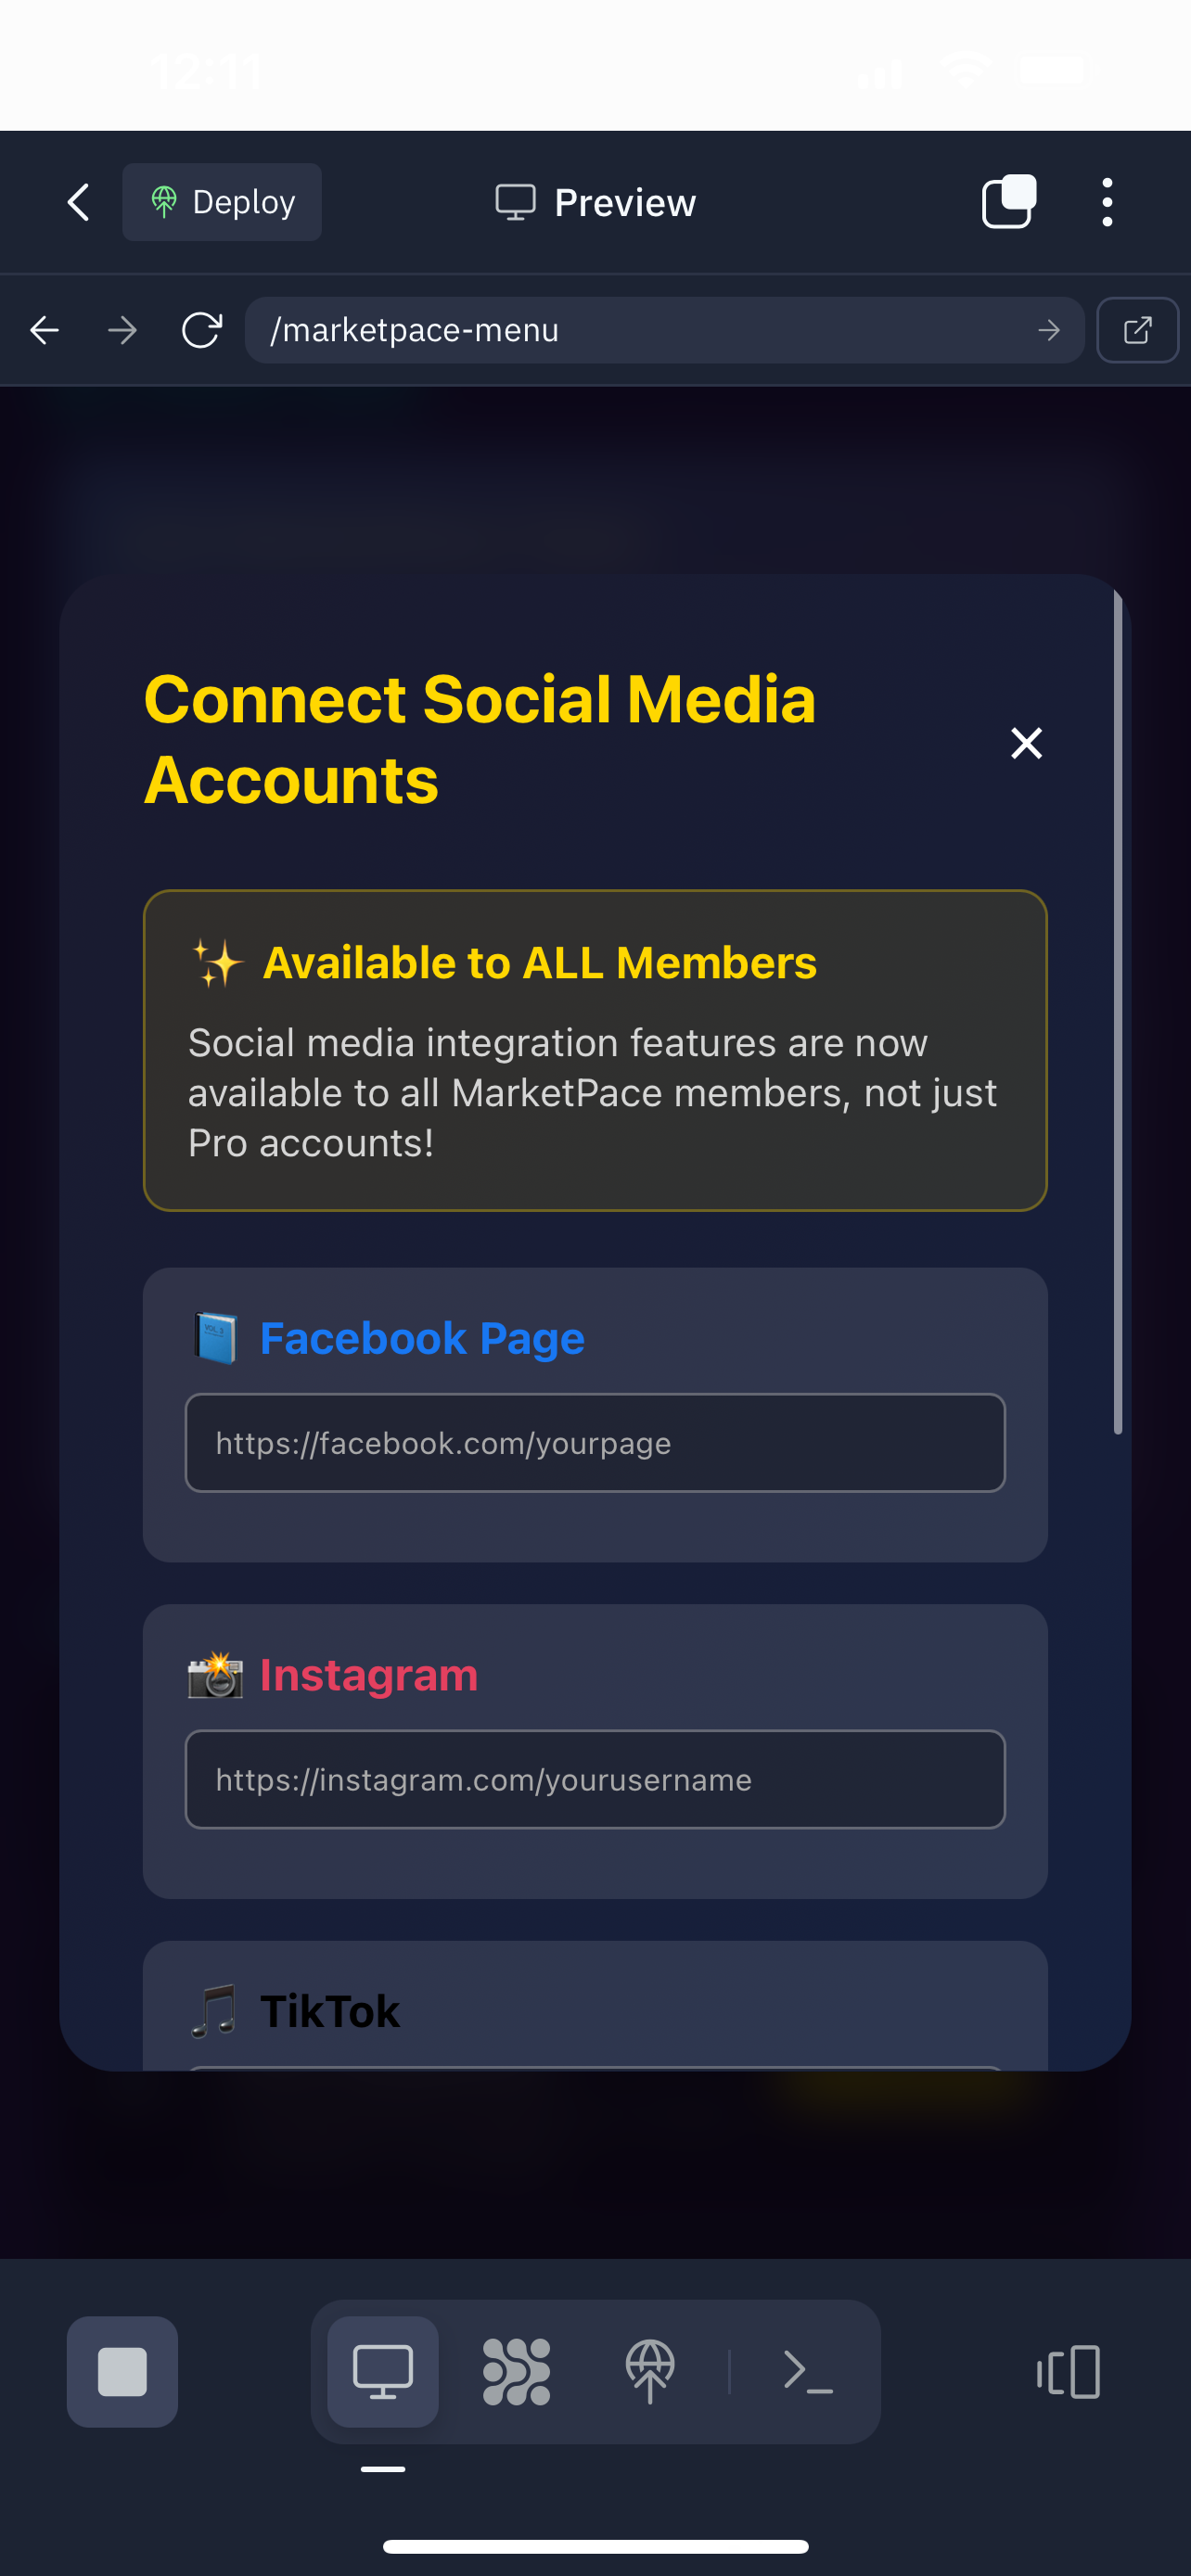 12:11
Deploy
Preview
/marketpace-menu
Connect Social Media
Accounts
✨ Available to ALL Members
Social media integration features are now
available to all MarketPace members, not just
Pro accounts!
📘 Facebook Page
https://facebook.com/yourpage
📸 Instagram
https://instagram.com/yourusername
🎵 TikTok